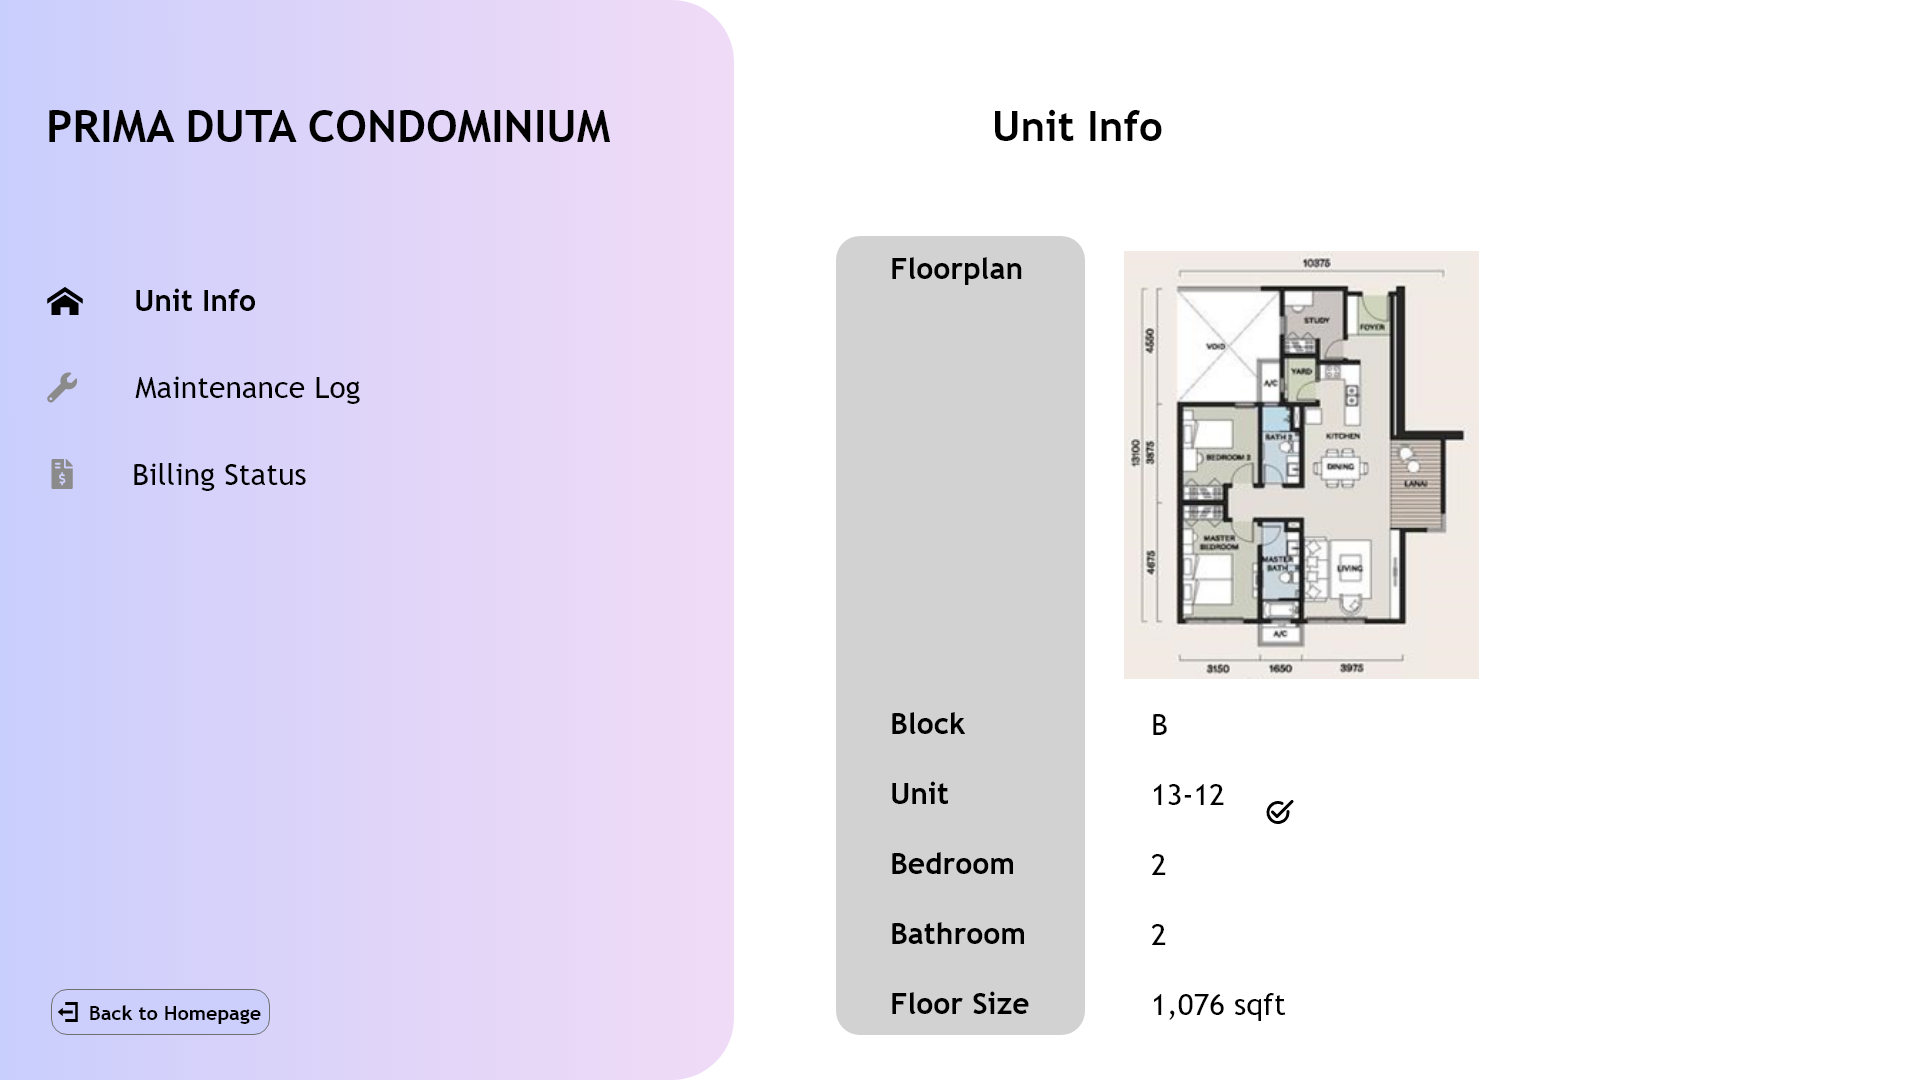 PRIMA DUTA CONDOMINIUM
Unit Info
Maintenance Log
Billing Status
Back to Homepage
Unit Info
Floorplan
10375
4550
13100
3875
4675
VOID
STUDY
FOYER
YARD
A/C
KITCHEN
BATH 2
BEDROOM 2
DINING
LANAI
MASTER
BEDROOM
MASTER
BATH
LIVING
A/C
3150
1650
3975
Block
B
Unit
13-12
Bedroom
2
Bathroom
2
Floor Size
1,076 sqft